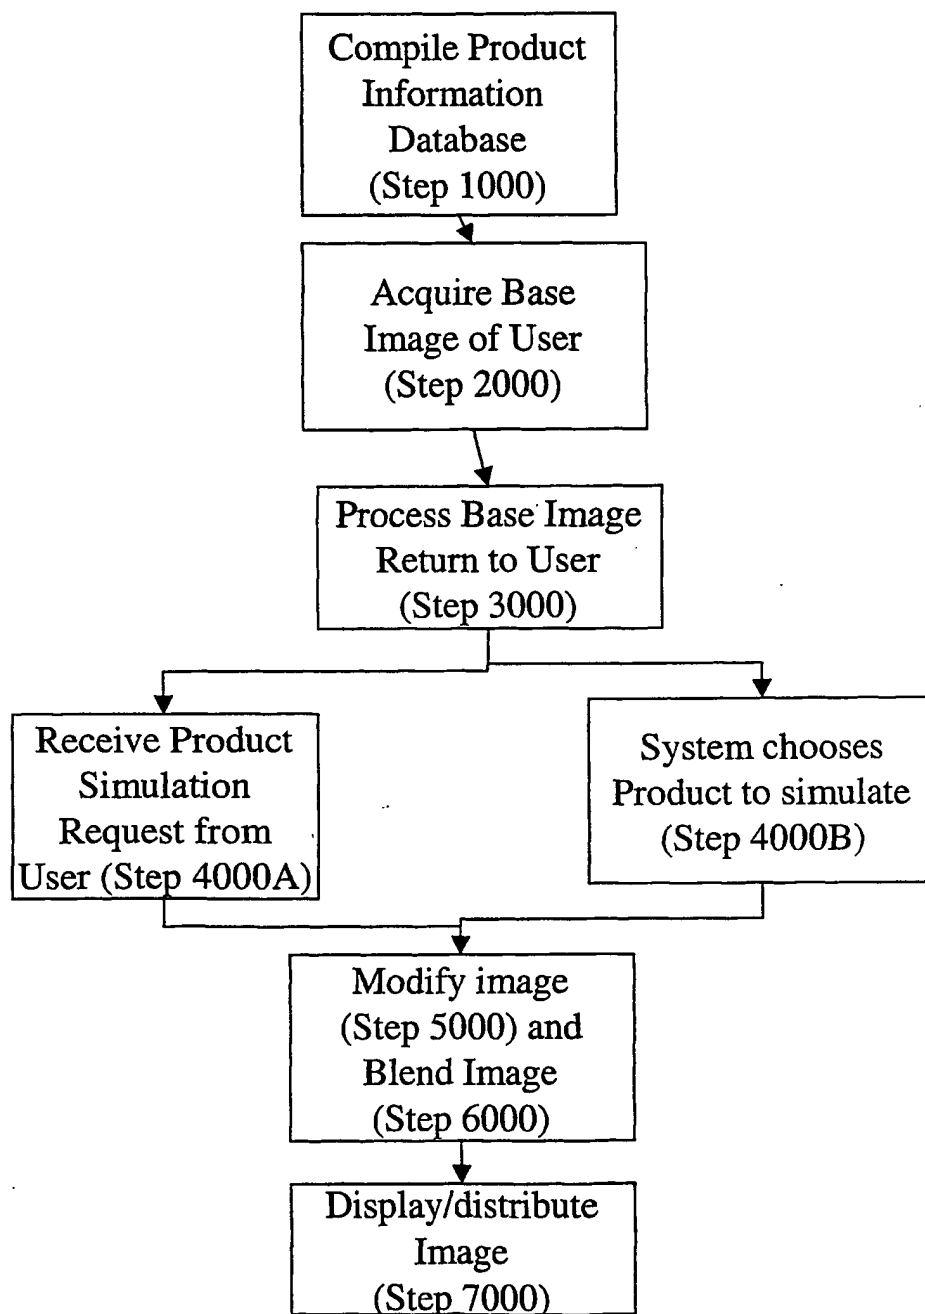 Compile Product
Information
Database
(Step 1000)
Acquire Base
Image of User
(Step 2000)
Process Base Image
Return to User
(Step 3000)
Receive Product
Simulation
Request from
User (Step 4000A)
System chooses
Product to simulate
(Step 4000B)
Modify image
(Step 5000) and
Blend Image
(Step 6000)
Display/distribute
Image
(Step 7000)